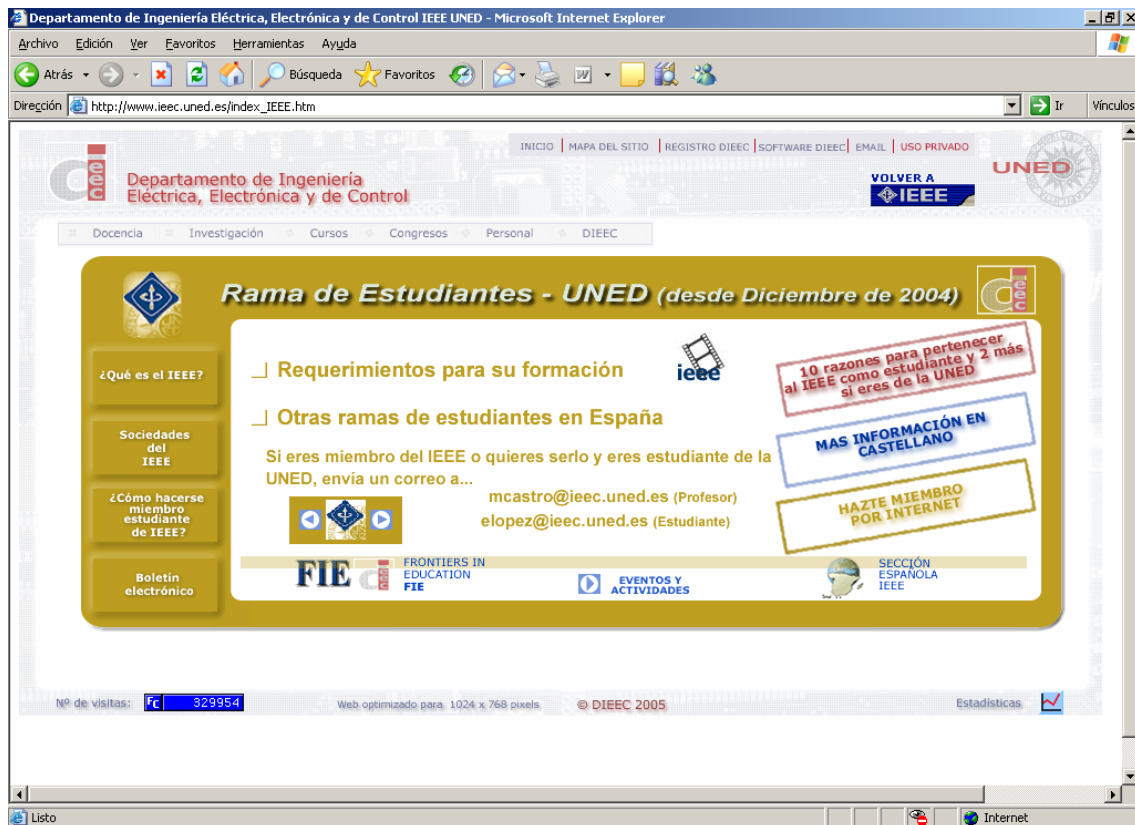 Departamento de Ingeniería Eléctrica, Electrónica y de Control IEEE UNED - Microsoft Internet Explorer
Archivo Edición Ver Favoritos Herramientas Ayuda
Atrás Búsqueda Favoritos
Dirección http://www.ieec.uned.es/index_IEEE.htm Ir Vínculos
INICIO | MAPA DEL SITIO | REGISTRO DIEEC | SOFTWARE DIEEC | EMAIL | USO PRIVADO
ieec
Departamento de Ingeniería
Eléctrica, Electrónica y de Control
VOLVER A
IEEE
UNED
Docencia Investigación Cursos Congresos Personal DIEEC
Rama de Estudiantes - UNED (desde Diciembre de 2004)
¿Qué es el IEEE?
Sociedades
del
IEEE
¿Cómo hacerse
miembro
estudiante
de IEEE?
Boletín
electrónico
Requerimientos para su formación
ieee
Otras ramas de estudiantes en España
Si eres miembro del IEEE o quieres serlo y eres estudiante de la
UNED, envía un correo a...
mcastro@ieec.uned.es (Profesor)
elopez@ieec.uned.es (Estudiante)
10 razones para pertenecer
al IEEE como estudiante y 2 más
si eres de la UNED
MAS INFORMACIÓN EN
CASTELLANO
HAZTE MIEMBRO
POR INTERNET
FIE
FRONTIERS IN
EDUCATION
FIE
EVENTOS Y
ACTIVIDADES
SECCIÓN
ESPAÑOLA
IEEE
Nº de visitas: FC 329954 Web optimizado para 1024 x 768 pixels © DIEEC 2005 Estadísticas
Listo Internet